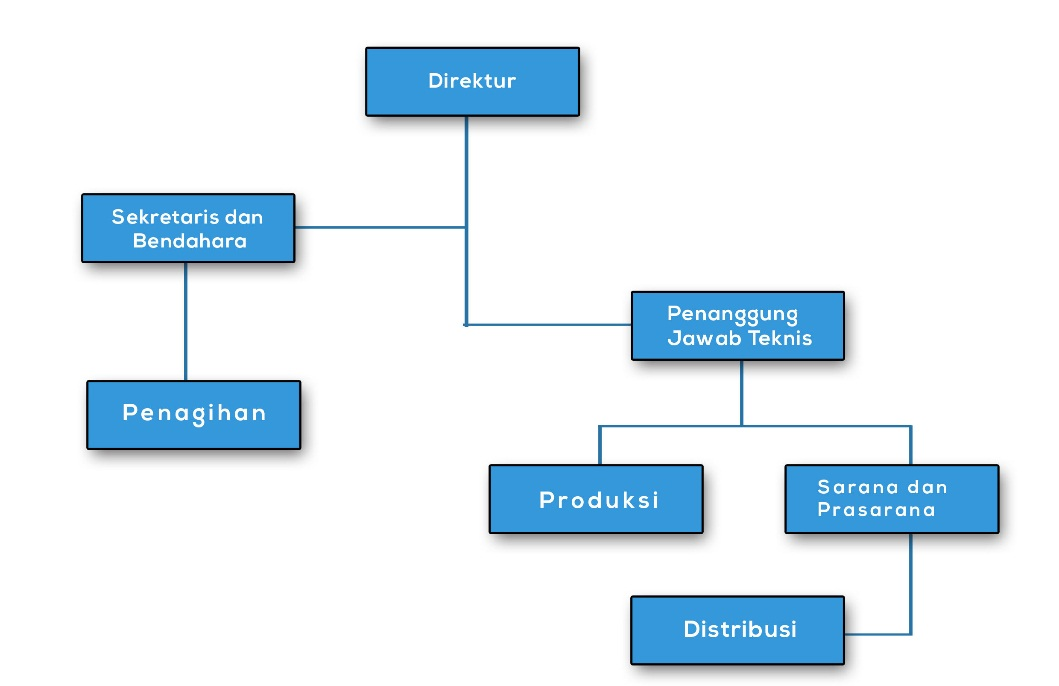 Direktur
Sekretaris dan
Bendahara
Penanggung
Jawab Teknis
Penagihan
Produksi
Sarana dan
Prasarana
Distribusi